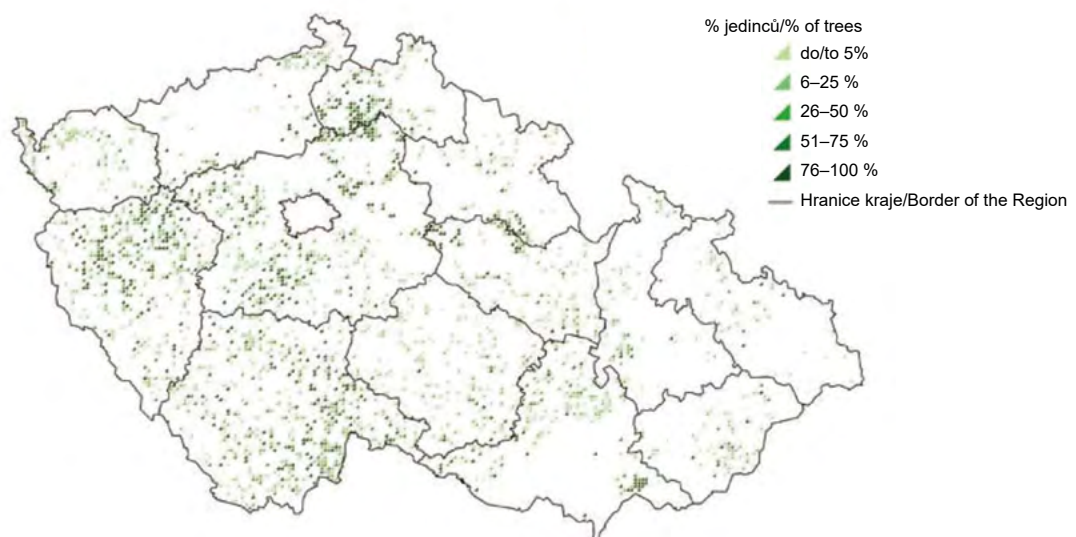 % jedinců/% of trees
do/to 5%
6–25 %
26–50 %
51–75 %
76–100 %
Hranice kraje/Border of the Region